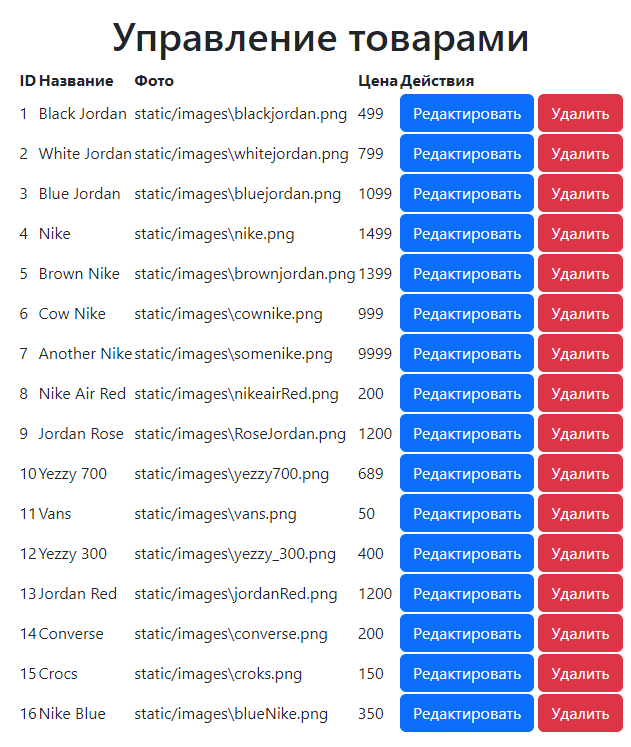 Управление товарами
ID Название Фото Цена Действия
1 Black Jordan static/images\blackjordan.png 499 Редактировать Удалить
2 White Jordan static/images\whitejordan.png 799 Редактировать Удалить
3 Blue Jordan static/images\bluejordan.png 1099 Редактировать Удалить
4 Nike static/images\nike.png 1499 Редактировать Удалить
5 Brown Nike static/images\brownjordan.png 1399 Редактировать Удалить
6 Cow Nike static/images\cownike.png 999 Редактировать Удалить
7 Another Nike static/images\somenike.png 9999 Редактировать Удалить
8 Nike Air Red static/images\nikeairRed.png 200 Редактировать Удалить
9 Jordan Rose static/images\RoseJordan.png 1200 Редактировать Удалить
10 Yezzy 700 static/images\yezzy700.png 689 Редактировать Удалить
11 Vans static/images\vans.png 50 Редактировать Удалить
12 Yezzy 300 static/images\yezzy_300.png 400 Редактировать Удалить
13 Jordan Red static/images\jordanRed.png 1200 Редактировать Удалить
14 Converse static/images\converse.png 200 Редактировать Удалить
15 Crocs static/images\croks.png 150 Редактировать Удалить
16 Nike Blue static/images\blueNike.png 350 Редактировать Удалить